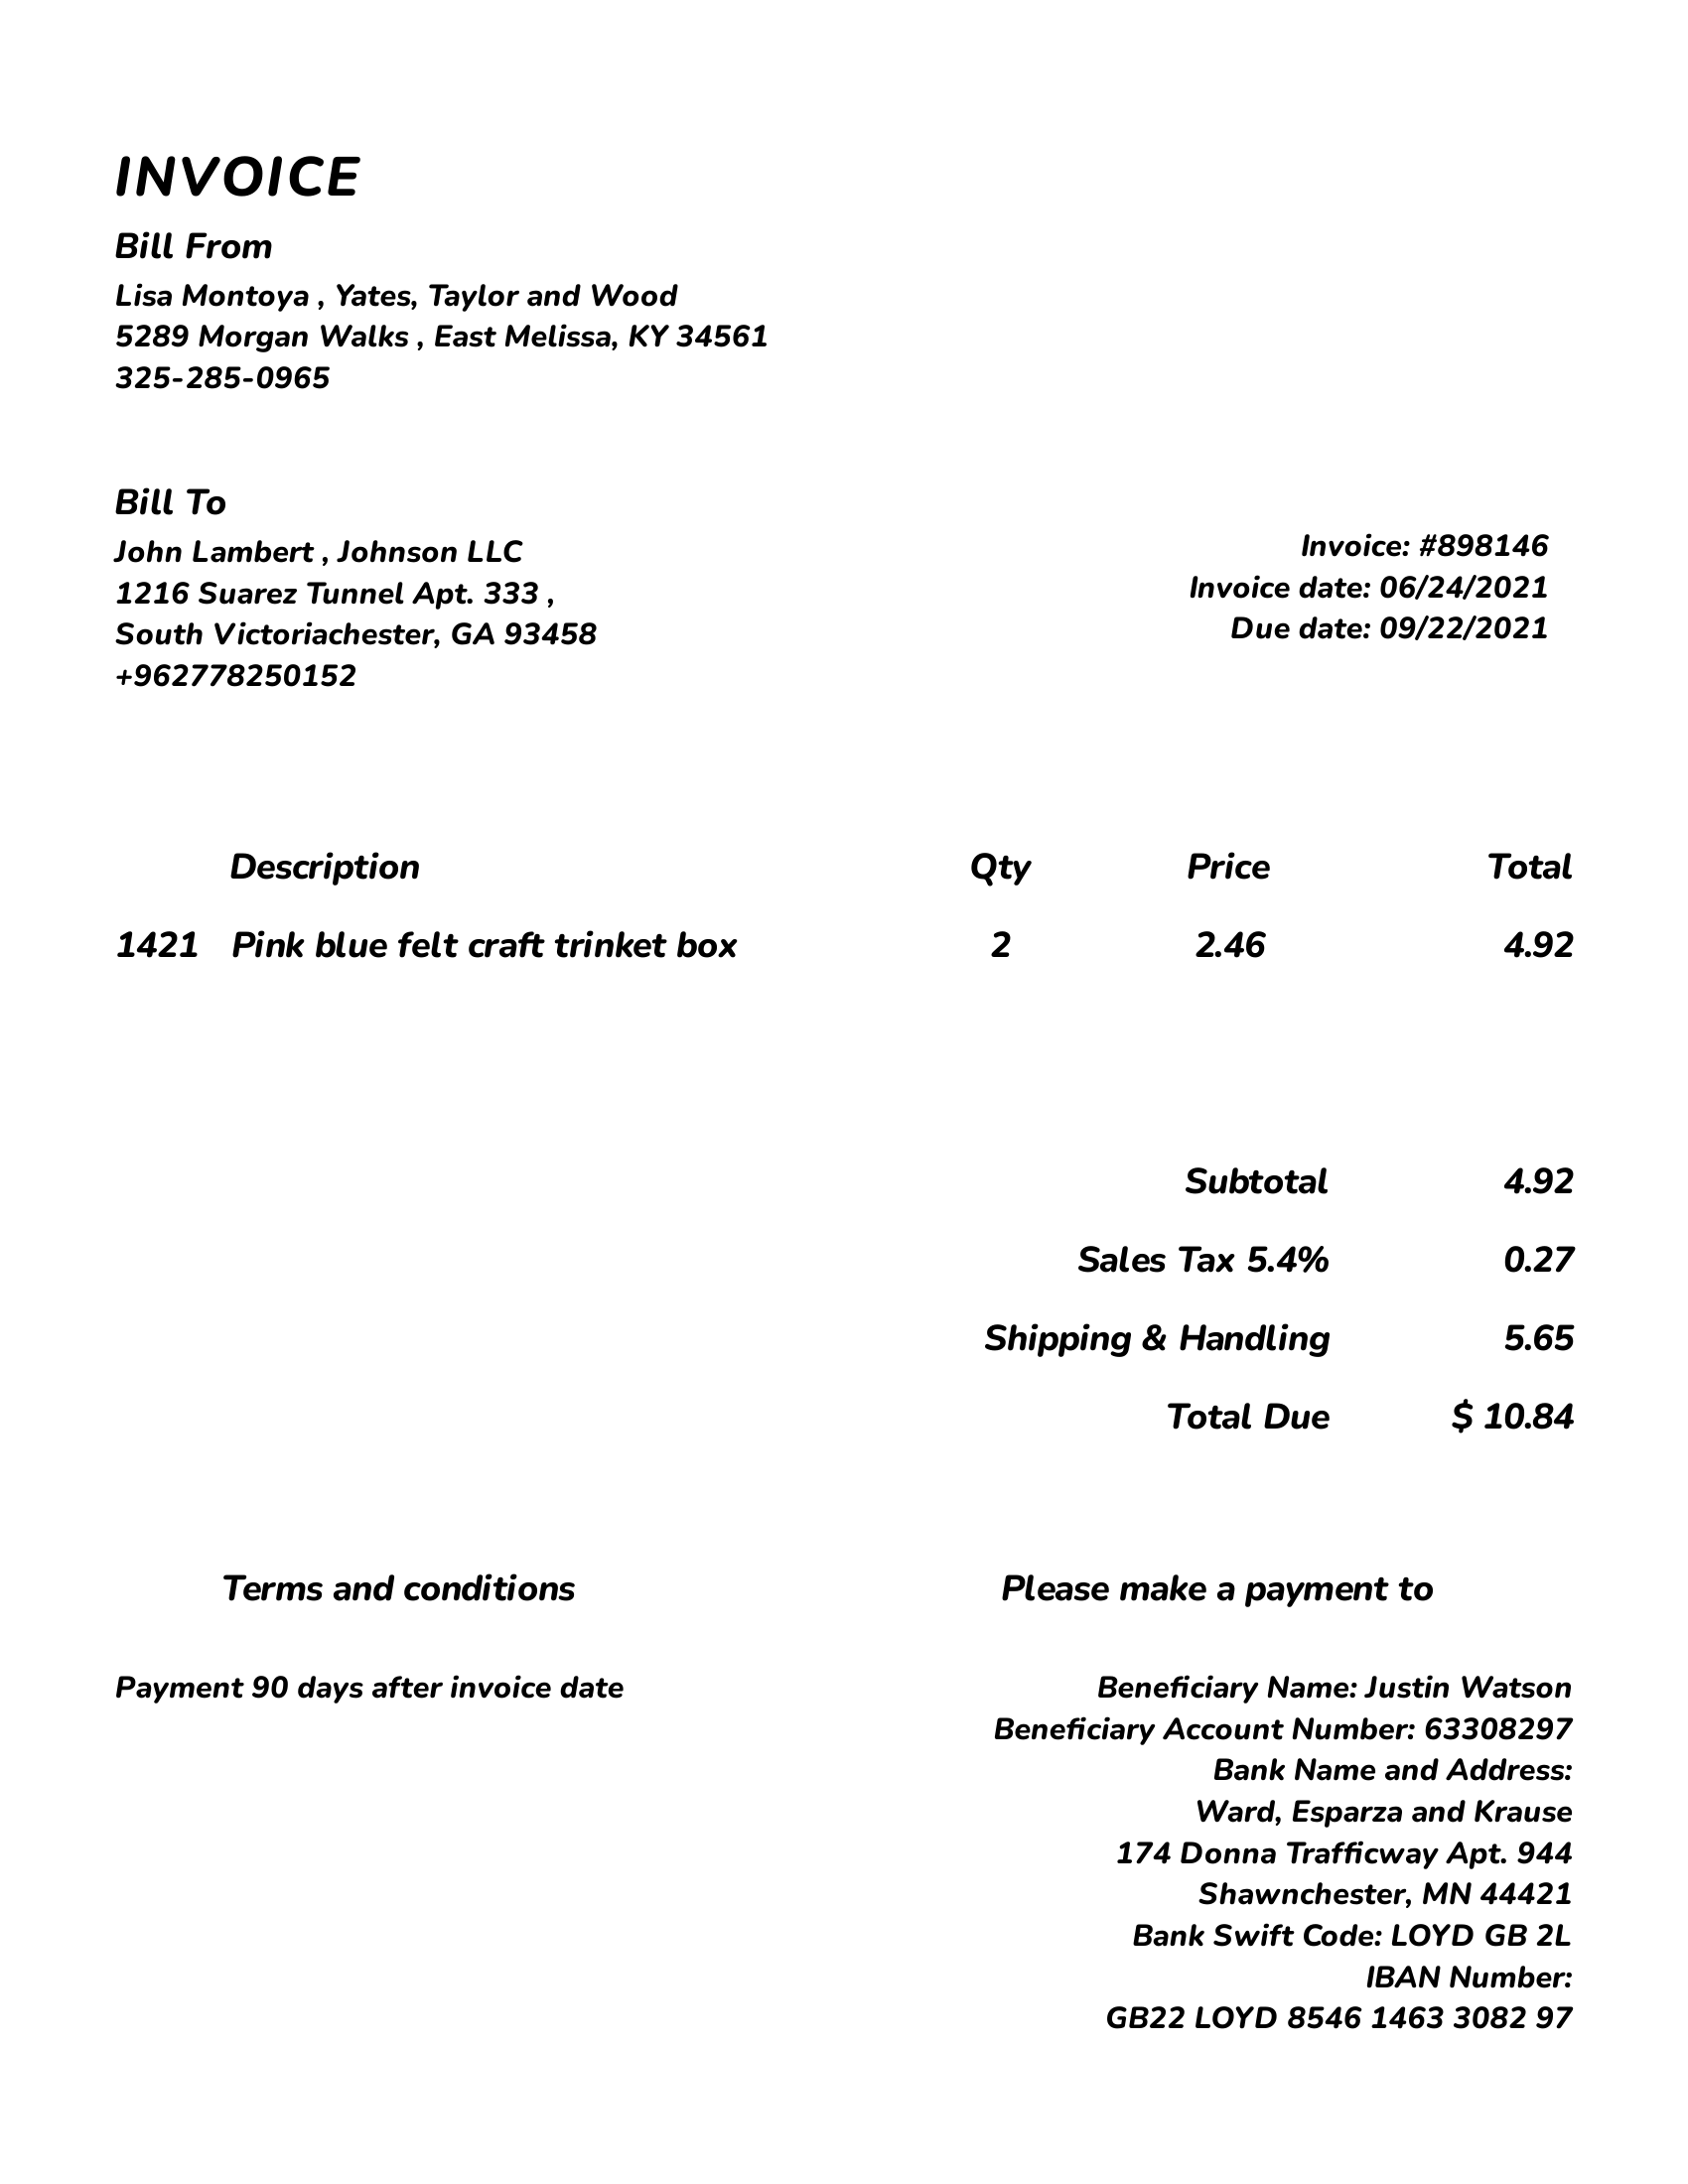 INVOICE
Bill From
Lisa Montoya , Yates, Taylor and Wood
5289 Morgan Walks , East Melissa, KY 34561
325-285-0965
Bill To
John Lambert , Johnson LLC
1216 Suarez Tunnel Apt. 333 ,
South Victoriachester, GA 93458
+962778250152
Invoice: #898146
Invoice date: 06/24/2021
Due date: 09/22/2021
Description Qty Price Total
1421 Pink blue felt craft trinket box 2 2.46 4.92
Subtotal 4.92
Sales Tax 5.4% 0.27
Shipping & Handling 5.65
Total Due $ 10.84
Terms and conditions
Payment 90 days after invoice date
Please make a payment to
Beneficiary Name: Justin Watson
Beneficiary Account Number: 63308297
Bank Name and Address:
Ward, Esparza and Krause
174 Donna Trafficway Apt. 944
Shawnchester, MN 44421
Bank Swift Code: LOYD GB 2L
IBAN Number:
GB22 LOYD 8546 1463 3082 97